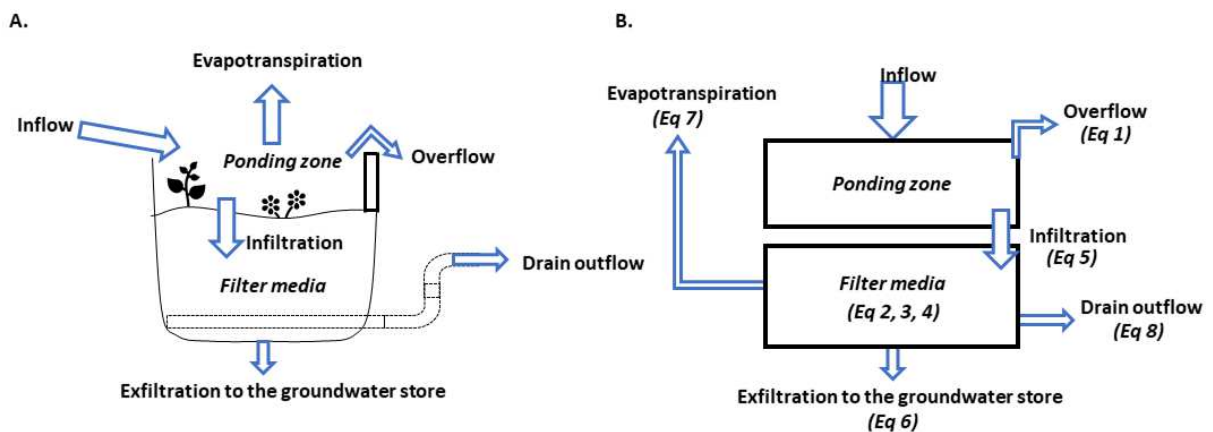 A.
Evapotranspiration
Inflow
Ponding zone
Overflow
Infiltration
Filter media
Drain outflow
Exfiltration to the groundwater store
B.
Inflow
Evapotranspiration
(Eq 7)
Overflow
(Eq 1)
Ponding zone
Infiltration
(Eq 5)
Filter media
(Eq 2, 3, 4)
Drain outflow
(Eq 8)
Exfiltration to the groundwater store
(Eq 6)